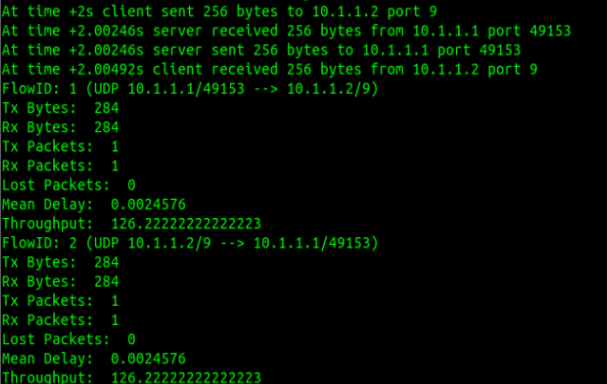 At time +2s client sent 256 bytes to 10.1.1.2 port 9
At time +2.00246s server received 256 bytes from 10.1.1.1 port 49153
At time +2.00246s server sent 256 bytes to 10.1.1.1 port 49153
At time +2.00492s client received 256 bytes from 10.1.1.2 port 9
FlowID: 1 (UDP 10.1.1.1/49153 --> 10.1.1.2/9)
Tx Bytes: 284
Rx Bytes: 284
Tx Packets: 1
Rx Packets: 1
Lost Packets: 0
Mean Delay: 0.0024576
Throughput: 126.22222222222223
FlowID: 2 (UDP 10.1.1.2/9 --> 10.1.1.1/49153)
Tx Bytes: 284
Rx Bytes: 284
Tx Packets: 1
Rx Packets: 1
Lost Packets: 0
Mean Delay: 0.0024576
Throughput: 126.22222222222223